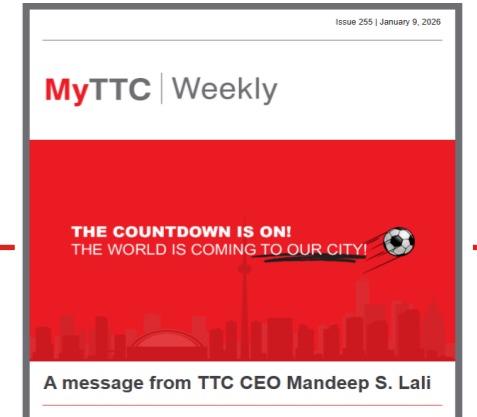 Issue 255 | January 9, 2026
MyTTC | Weekly
THE COUNTDOWN IS ON!
THE WORLD IS COMING TO OUR CITY!
A message from TTC CEO Mandeep S. Lali